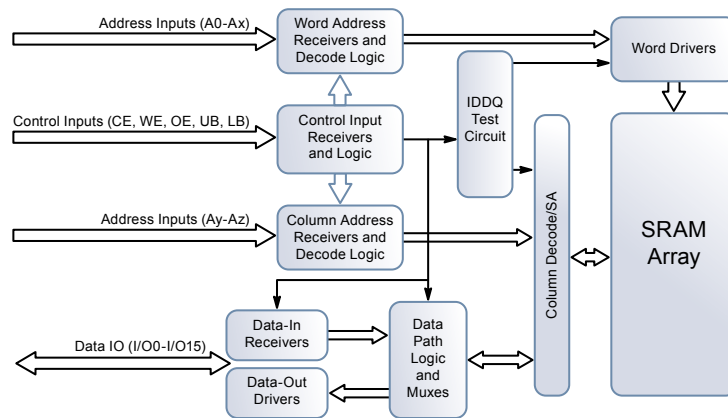 Address Inputs (A0-Ax)
Word Address
Receivers and
Decode Logic
Word Drivers
IDDQ
Test
Circuit
Control Inputs (CE, WE, OE, UB, LB)
Control Input
Receivers
and Logic
Address Inputs (Ay-Az)
Column Address
Receivers and
Decode Logic
Column Decode/SA
SRAM
Array
Data IO (I/O0-I/O15)
Data-In
Receivers
Data-Out
Drivers
Data
Path
Logic
and
Muxes